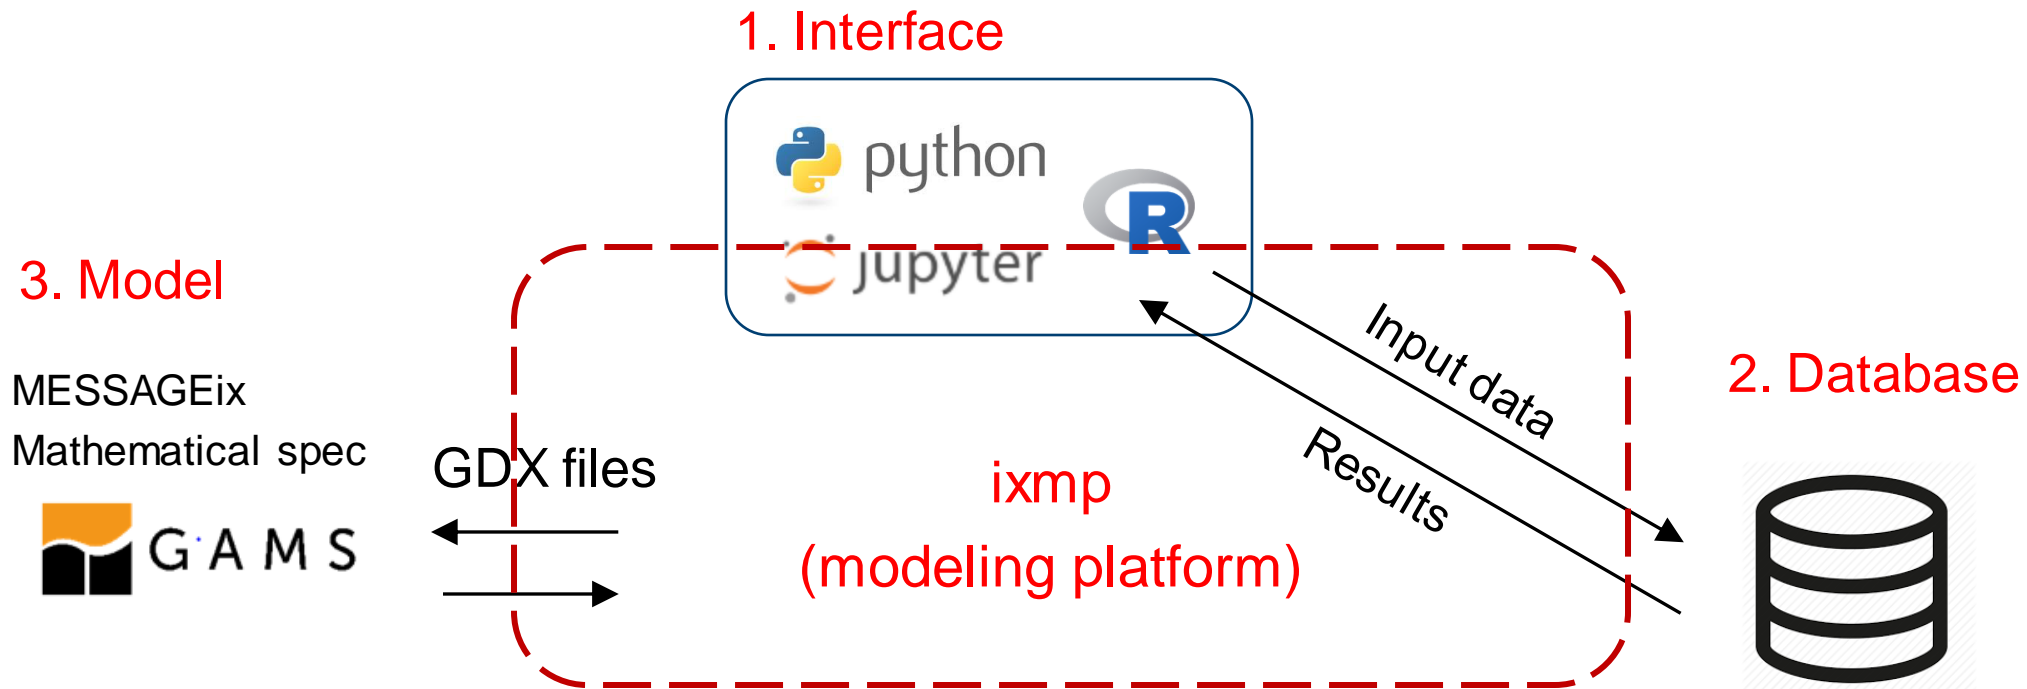 1. Interface
python
R
jupyter
3. Model
MESSAGEix
Mathematical spec
GAMS
GDX files
ixmp
(modeling platform)
Input data
Results
2. Database